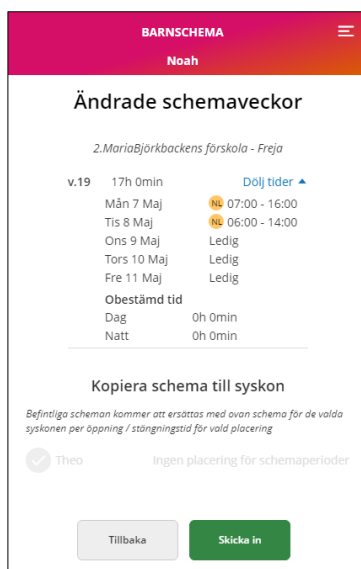 BARNSCHEMA
Noah
Ändrade schemaveckor
2.MariaBjörkbackens förskola - Freja
v.19 17h 0min Dölj tider
Mån 7 Maj NL 07:00 - 16:00
Tis 8 Maj NL 06:00 - 14:00
Ons 9 Maj Ledig
Tors 10 Maj Ledig
Fre 11 Maj Ledig
Obestämd tid
Dag 0h 0min
Natt 0h 0min
Kopiera schema till syskon
Befintliga scheman kommer att ersättas med ovan schema för de valda
syskonen per öppning / stängningstid för vald placering
Theo Ingen placering för schemaperioder
Tillbaka Skicka in